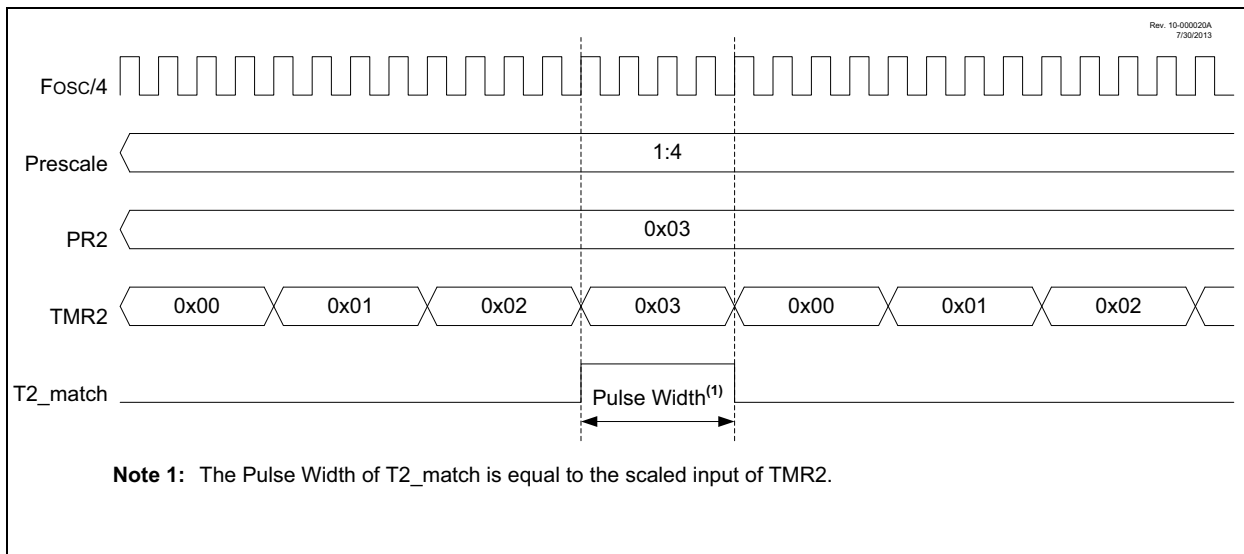 Rev. 10-000020A
7/30/2013
FOSC/4
Prescale
1:4
PR2
0x03
TMR2
0x00
0x01
0x02
0x03
0x00
0x01
0x02
T2_match
Pulse Width(1)
Note 1: The Pulse Width of T2_match is equal to the scaled input of TMR2.